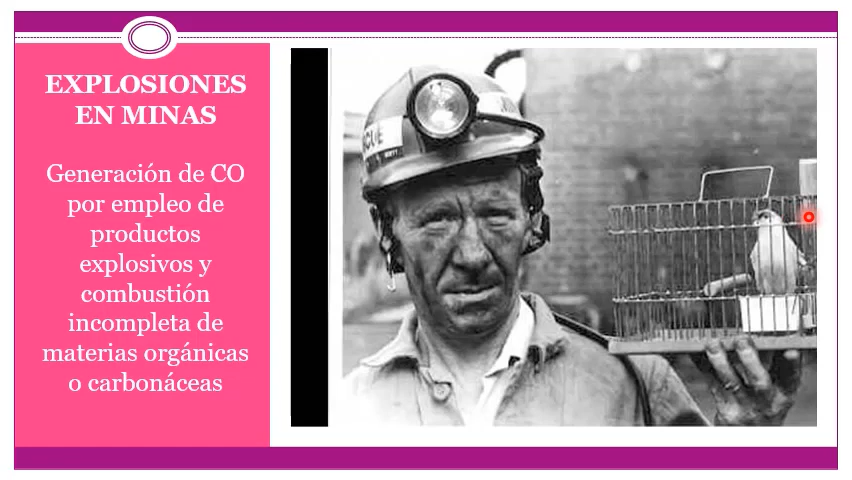 EXPLOSIONES
EN MINAS
Generación de CO
por empleo de
productos
explosivos y
combustión
incompleta de
materias orgánicas
o carbonáceas